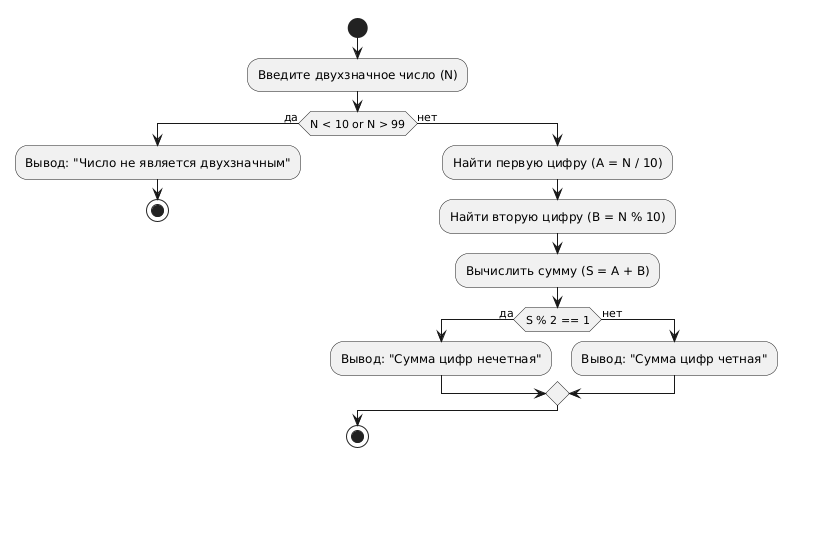 Введите двухзначное число (N)
да
N < 10 or N > 99
нет
Вывод: "Число не является двухзначным"
Найти первую цифру (A = N / 10)
Найти вторую цифру (B = N % 10)
Вычислить сумму (S = A + B)
да
S % 2 == 1
нет
Вывод: "Сумма цифр нечетная"
Вывод: "Сумма цифр четная"